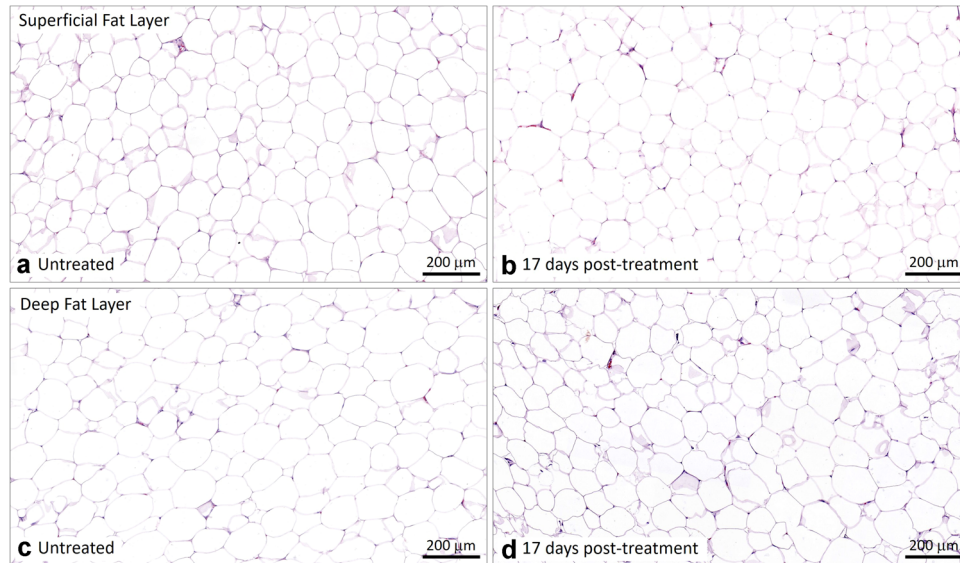 Superficial Fat Layer
a Untreated
200 µm
b 17 days post-treatment
200 µm
Deep Fat Layer
c Untreated
200 µm
d 17 days post-treatment
200 µm